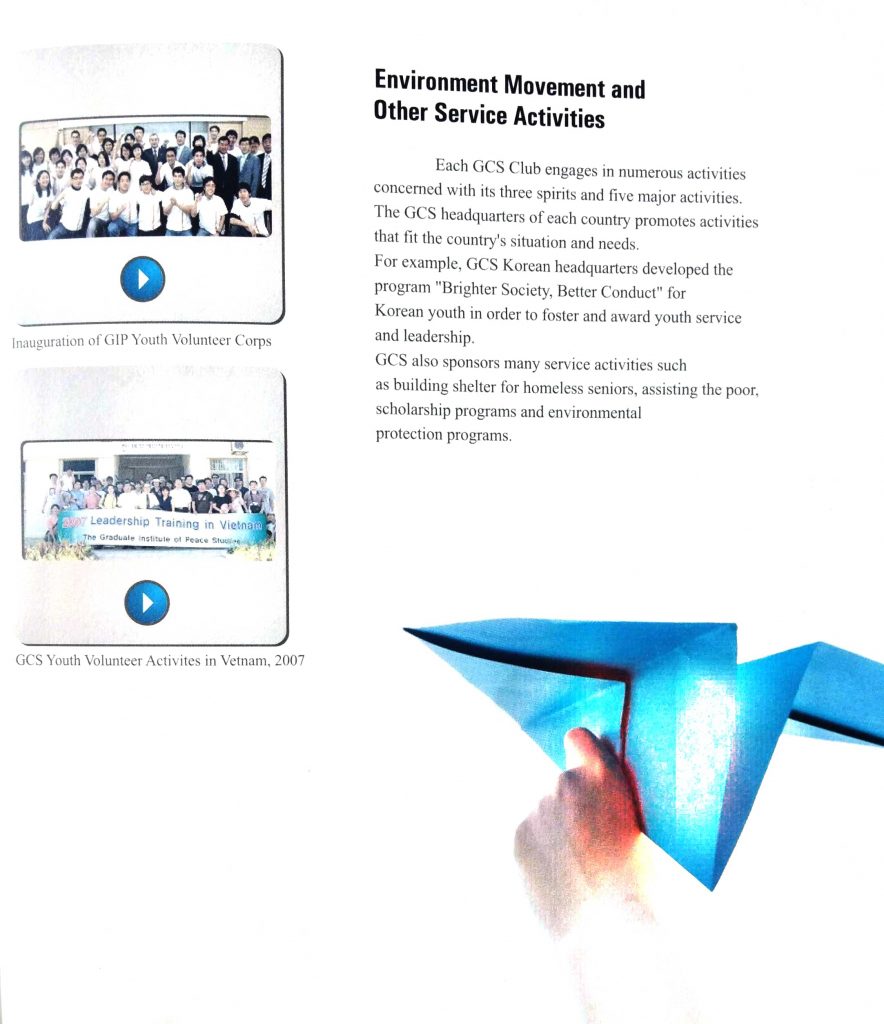 Environment Movement and
Other Service Activities
Each GCS Club engages in numerous activities
concerned with its three spirits and five major activities.
The GCS headquarters of each country promotes activities
that fit the country's situation and needs.
For example, GCS Korean headquarters developed the
program "Brighter Society, Better Conduct" for
Korean youth in order to foster and award youth service
and leadership.
GCS also sponsors many service activities such
as building shelter for homeless seniors, assisting the poor,
scholarship programs and environmental
protection programs.
Inauguration of GIP Youth Volunteer Corps
2007 Leadership Training in Vietnam
The Graduate Institute of Peace Studies
GCS Youth Volunteer Activites in Vetnam, 2007